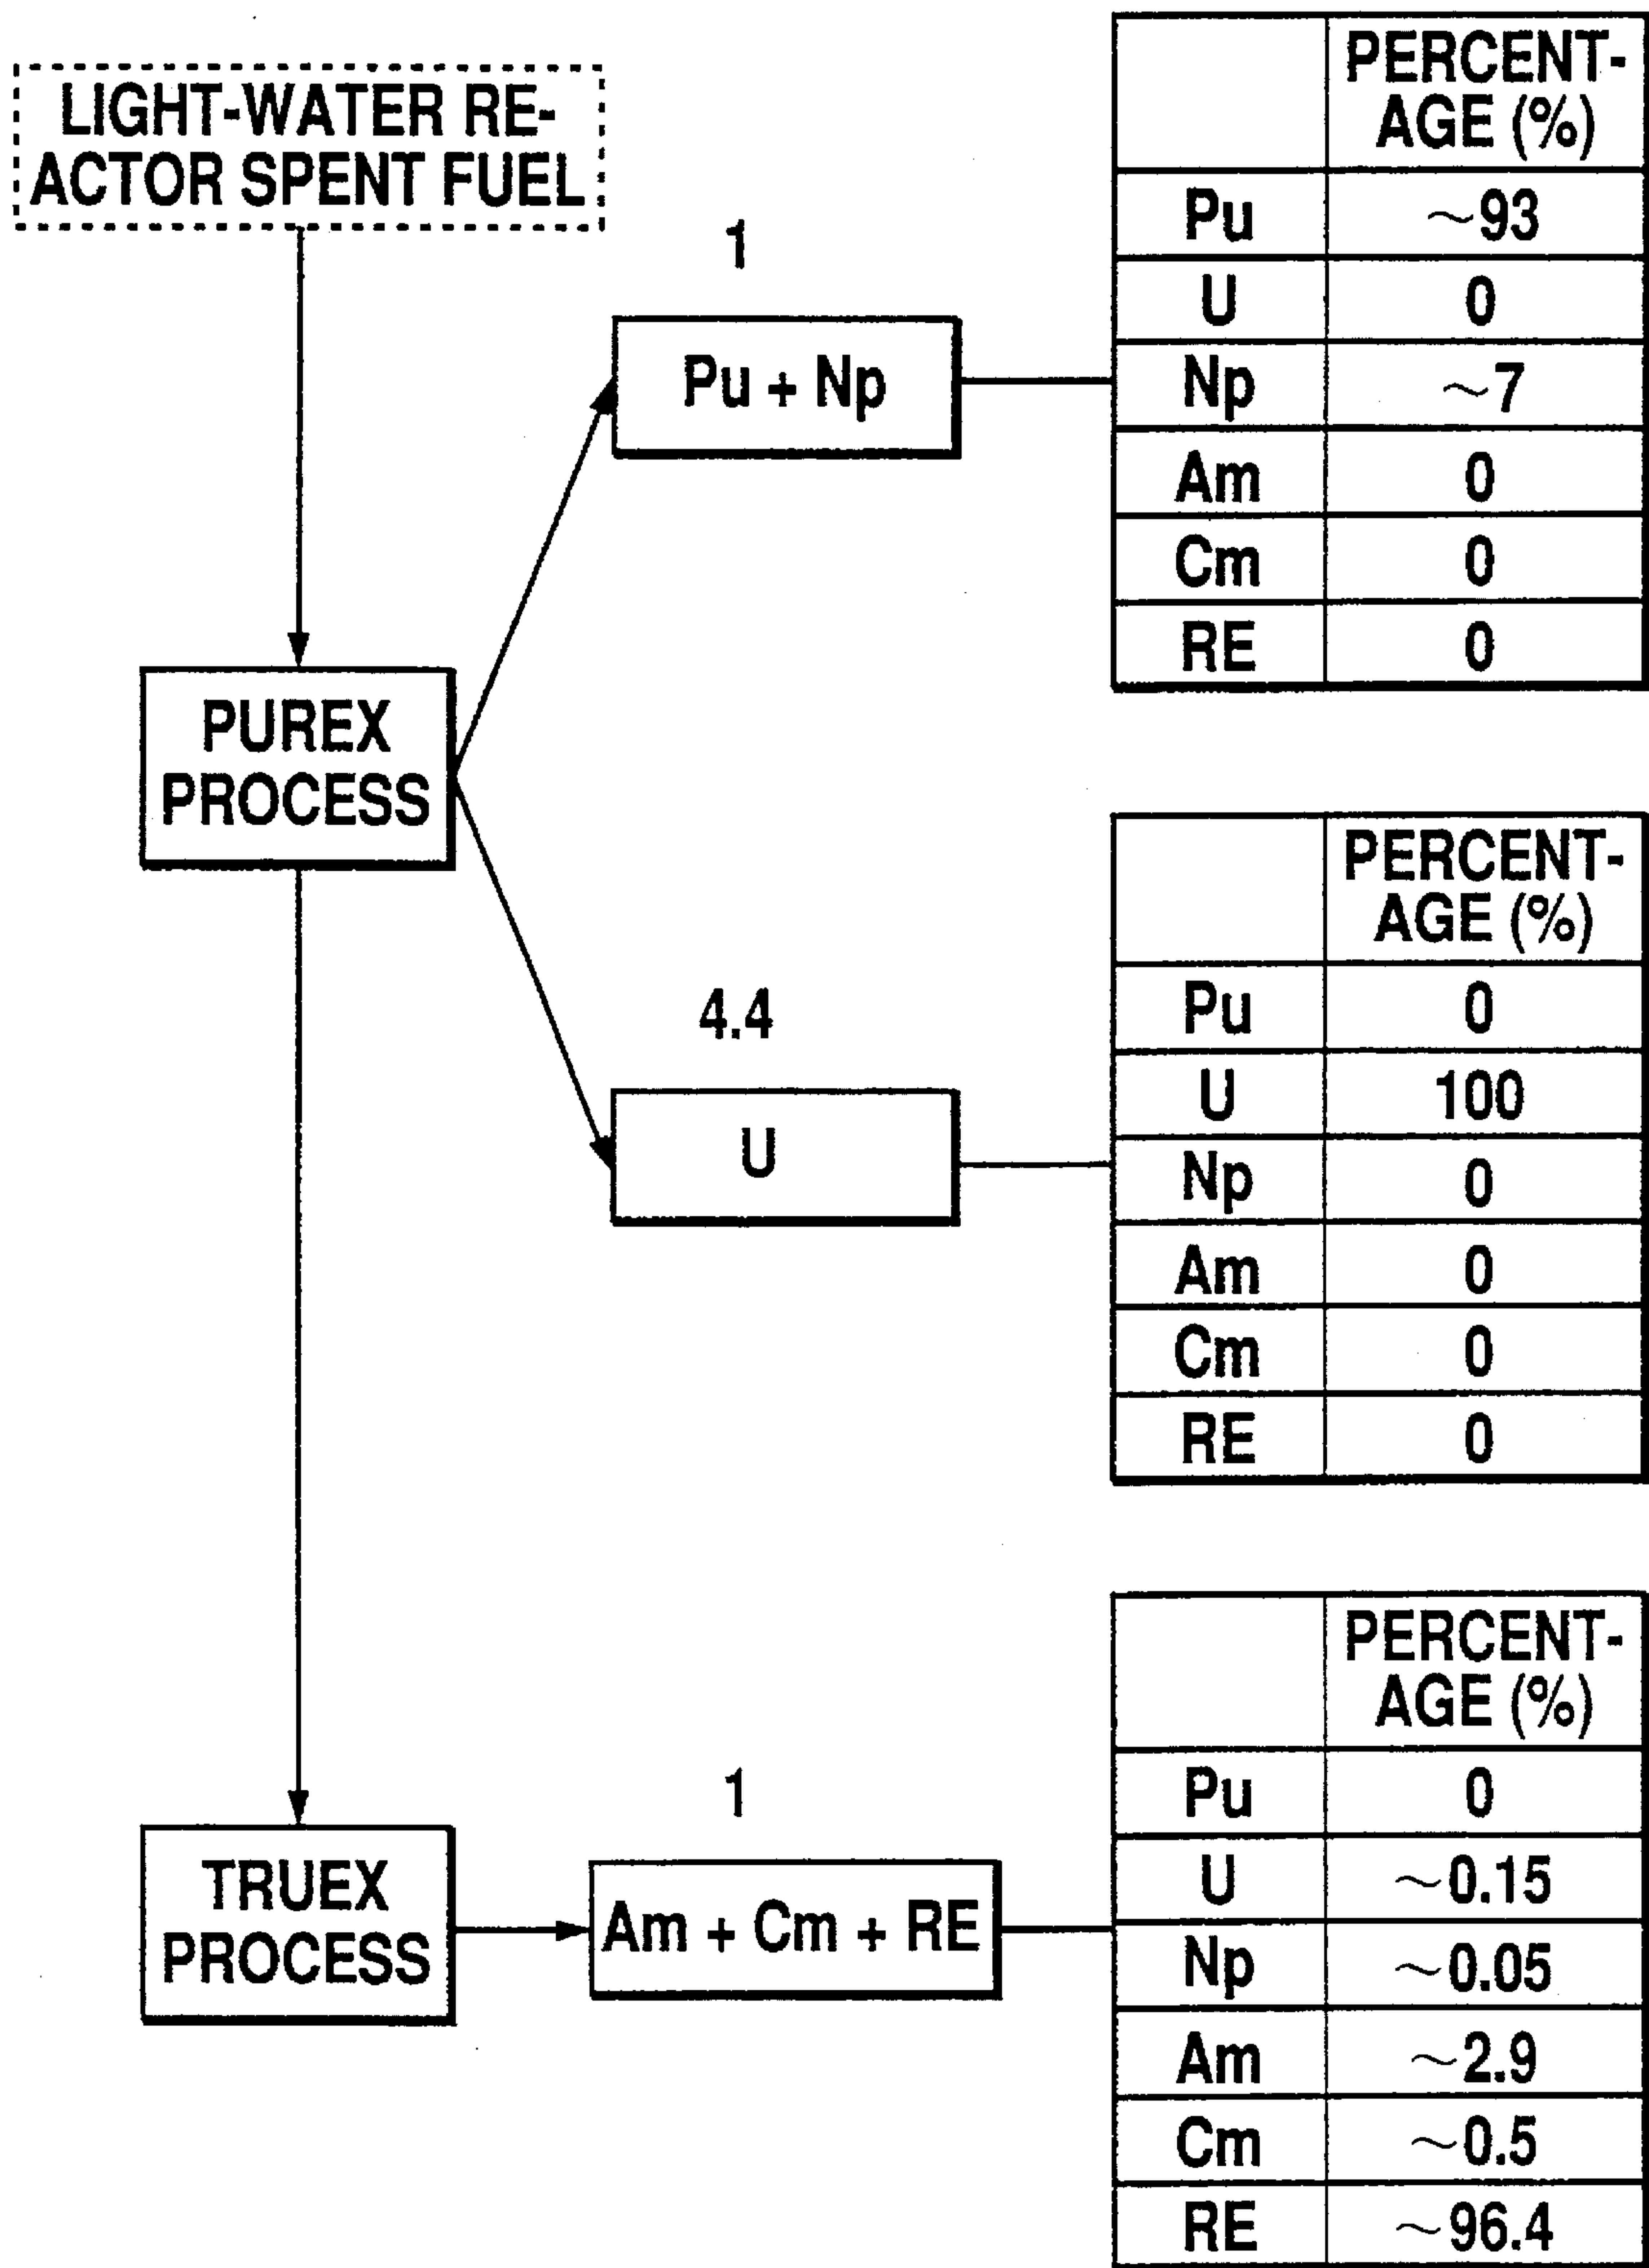 LIGHT-WATER RE-
ACTOR SPENT FUEL
PUREX
PROCESS
1
Pu + Np
PERCENT-
AGE (%)
Pu ~93
U 0
Np ~7
Am 0
Cm 0
RE 0
4.4
U
PERCENT-
AGE (%)
Pu 0
U 100
Np 0
Am 0
Cm 0
RE 0
TRUEX
PROCESS
1
Am + Cm + RE
PERCENT-
AGE (%)
Pu 0
U ~0.15
Np ~0.05
Am ~2.9
Cm ~0.5
RE ~96.4